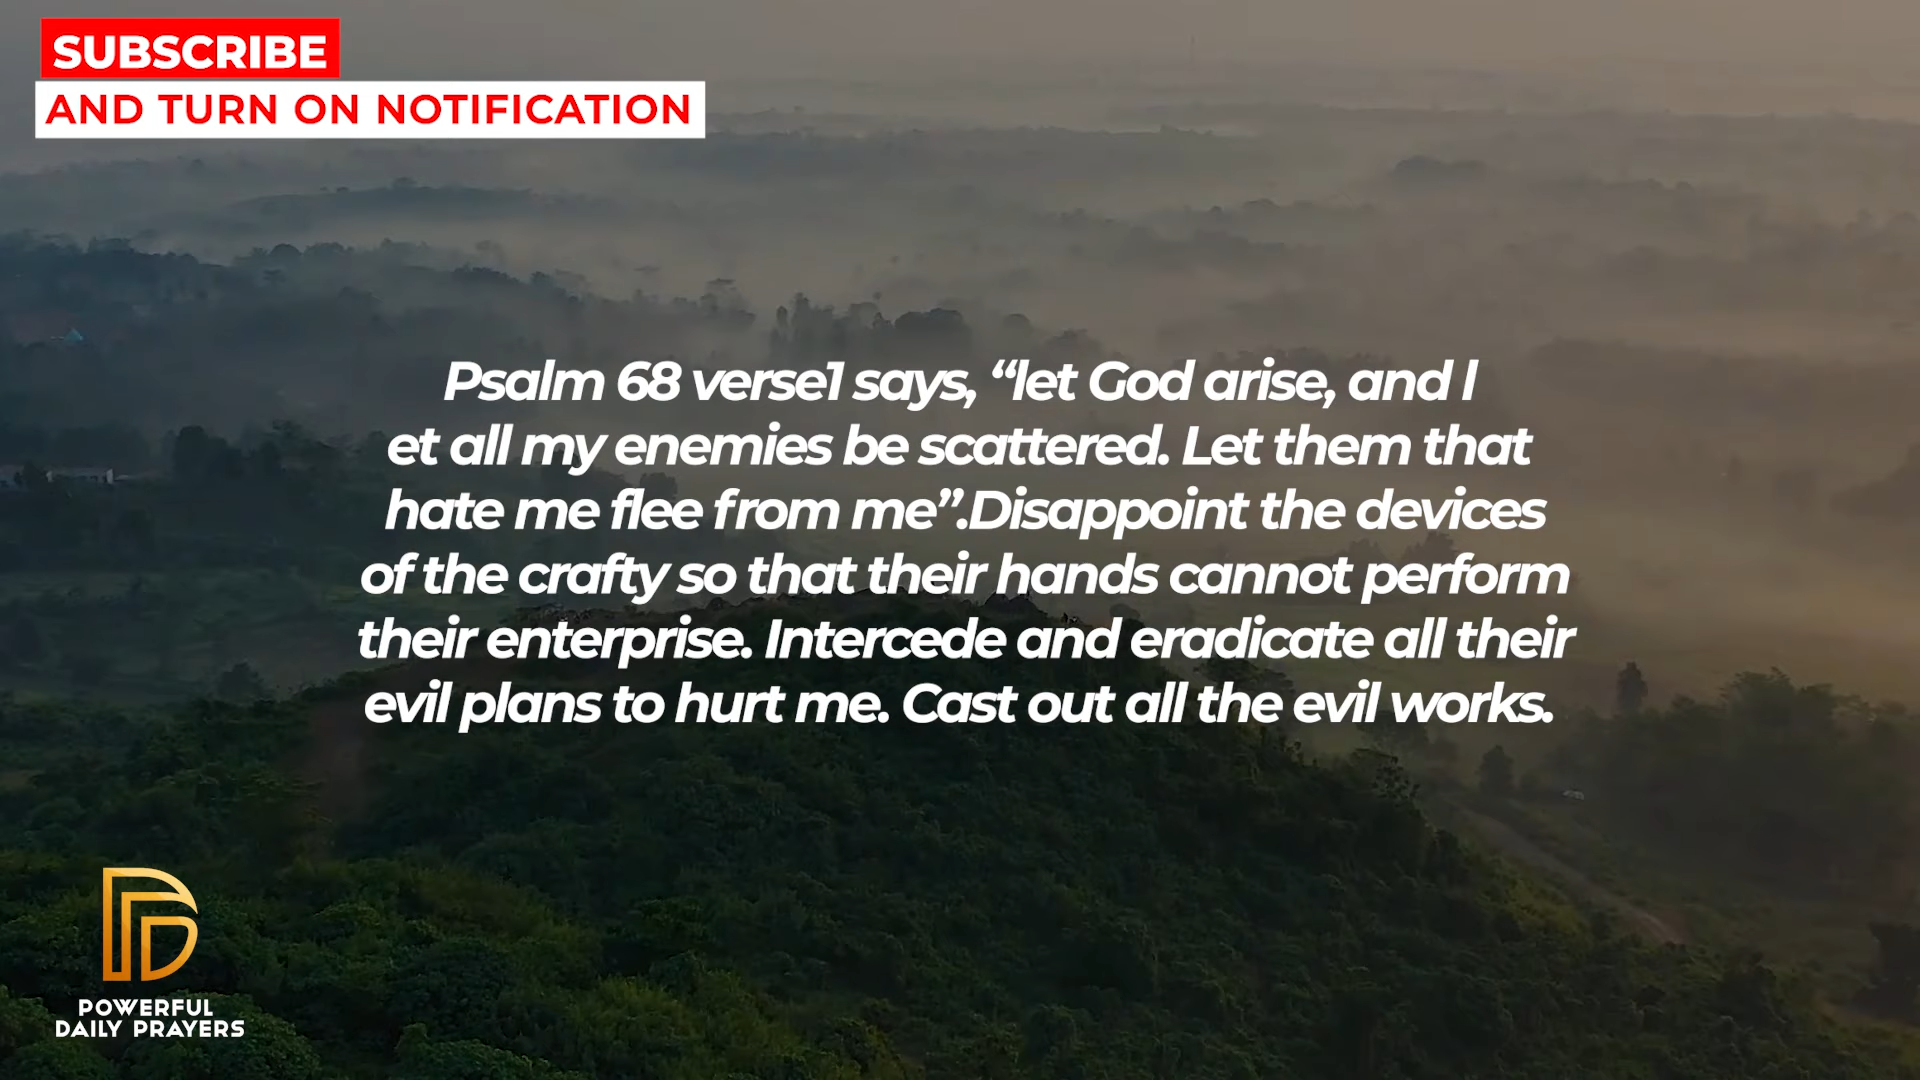 SUBSCRIBE
AND TURN ON NOTIFICATION
Psalm 68 verse1 says, “let God arise, and l
et all my enemies be scattered. Let them that
hate me flee from me”.Disappoint the devices
of the crafty so that their hands cannot perform
their enterprise. Intercede and eradicate all their
evil plans to hurt me. Cast out all the evil works.
POWERFUL
DAILY PRAYERS